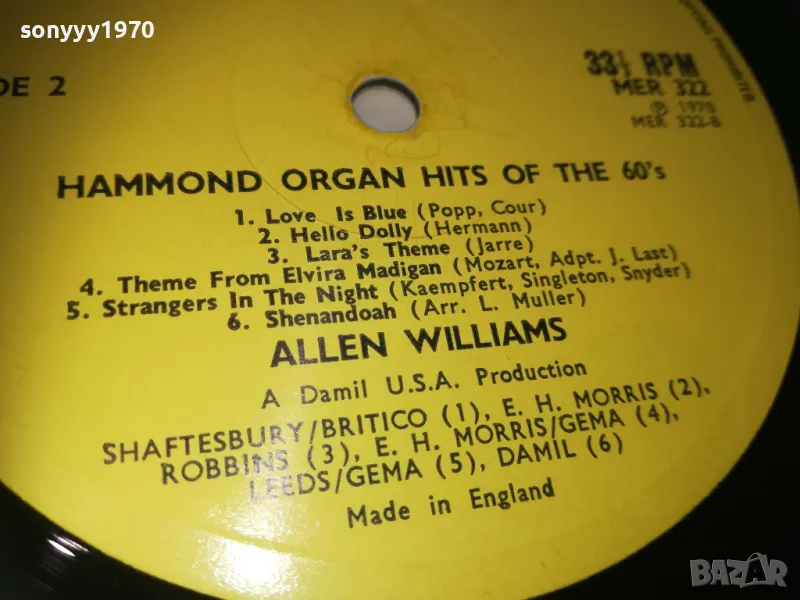 sonyyy1970
DE 2
33⅓ RPM
MER 322
℗ 1970
MER 322-B
HAMMOND ORGAN HITS OF THE 60's
1. Love Is Blue (Popp, Cour)
2. Hello Dolly (Hermann)
3. Lara's Theme (Jarre)
4. Theme From Elvira Madigan (Mozart, Adpt. J. Last)
5. Strangers In The Night (Kaempfert, Singleton, Snyder)
6. Shenandoah (Arr. L. Muller)
ALLEN WILLIAMS
A Damil U.S.A. Production
SHAFTESBURY/BRITICO (1), E. H. MORRIS (2),
ROBBINS (3), E. H. MORRIS/GEMA (4),
LEEDS/GEMA (5), DAMIL (6)
Made in England
BAZAR